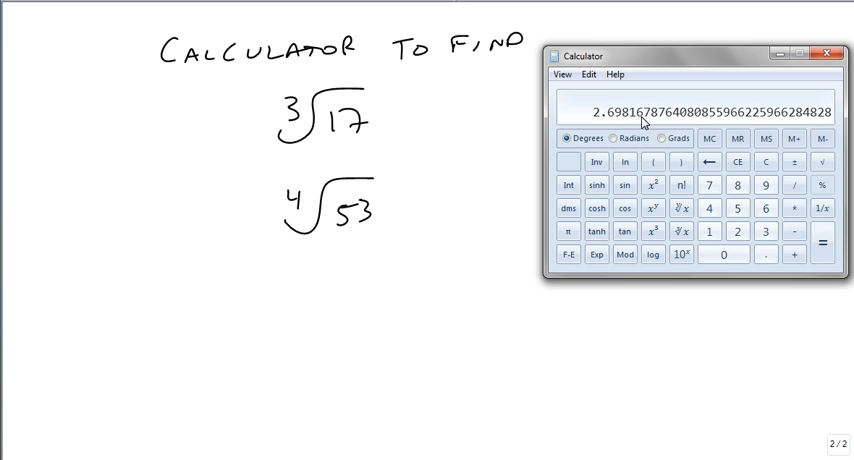 CALCULATOR TO FIND
3√17
4√53
Calculator
View Edit Help
2.6981678764080855966225966284828
Degrees Radians Grads MC MR MS M+ M-
Inv ln ( ) ← CE C ± √
Int sinh sin x² n! 7 8 9 / %
dms cosh cos xʸ ʸ√x 4 5 6 * 1/x
π tanh tan x³ ³√x 1 2 3 - =
F-E Exp Mod log 10ˣ 0 . +
2/2